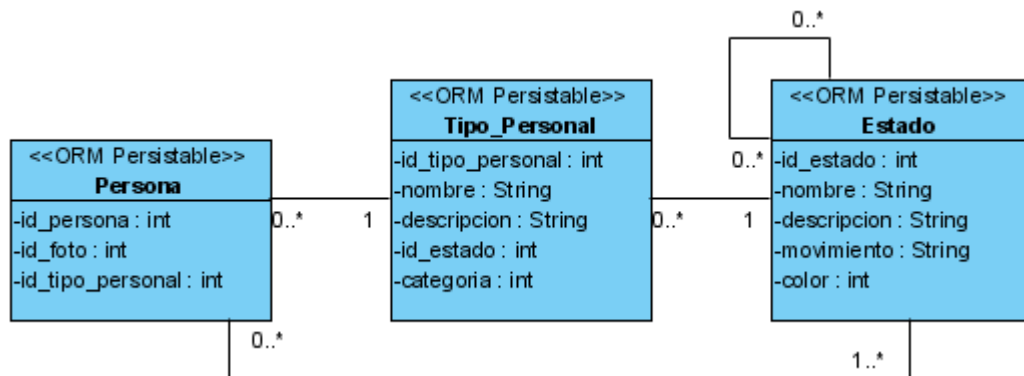 0..*
<<ORM Persistable>>
Tipo_Personal
-id_tipo_personal : int
-nombre : String
-descripcion : String
-id_estado : int
-categoria : int
<<ORM Persistable>>
Estado
-id_estado : int
-nombre : String
-descripcion : String
-movimiento : String
-color : int
<<ORM Persistable>>
Persona
-id_persona : int
-id_foto : int
-id_tipo_personal : int
0..*
0..*
1
0..*
1
0..*
1..*